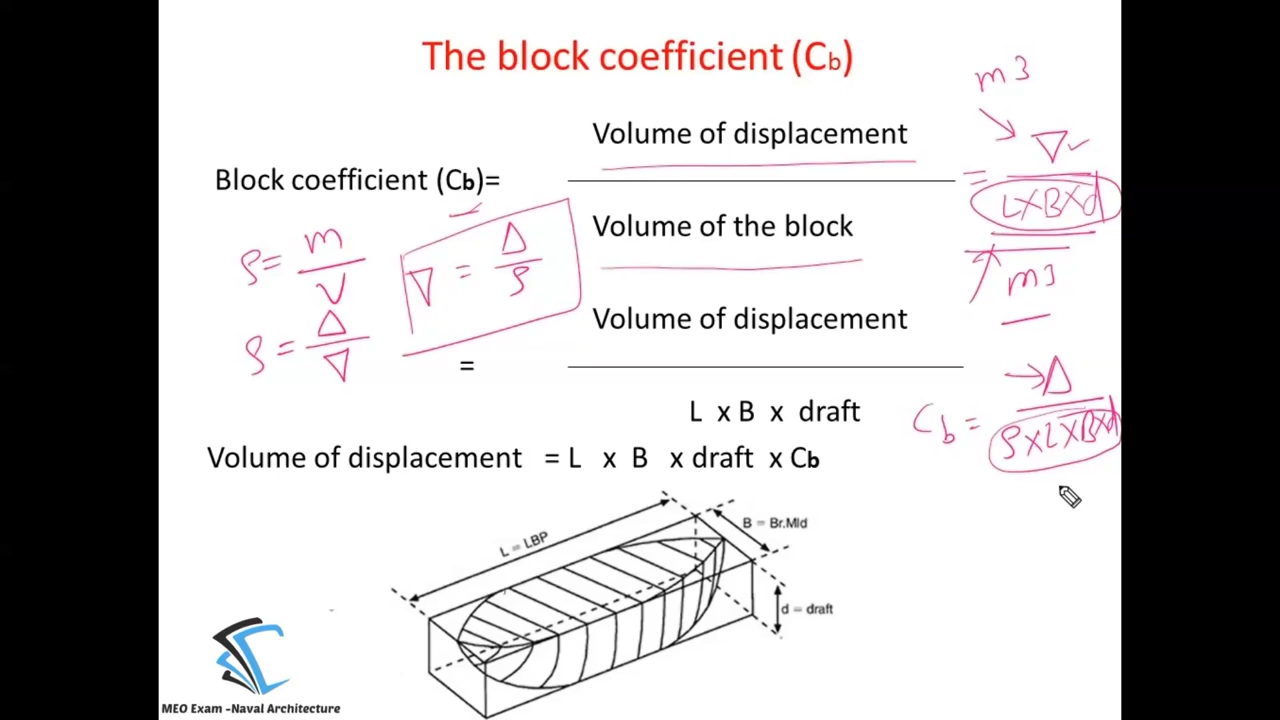 The block coefficient (Cb)
m3
Volume of displacement
∇
Block coefficient (Cb)=
=
L×B×d
Volume of the block
m3
ρ = m / V
∇ = Δ / ρ
ρ = Δ / ∇
Volume of displacement
=
L x B x draft
Cb = Δ / ρ×L×B×d
Volume of displacement = L x B x draft x Cb
L = LBP
B = Br.Mld
d = draft
MEO Exam -Naval Architecture